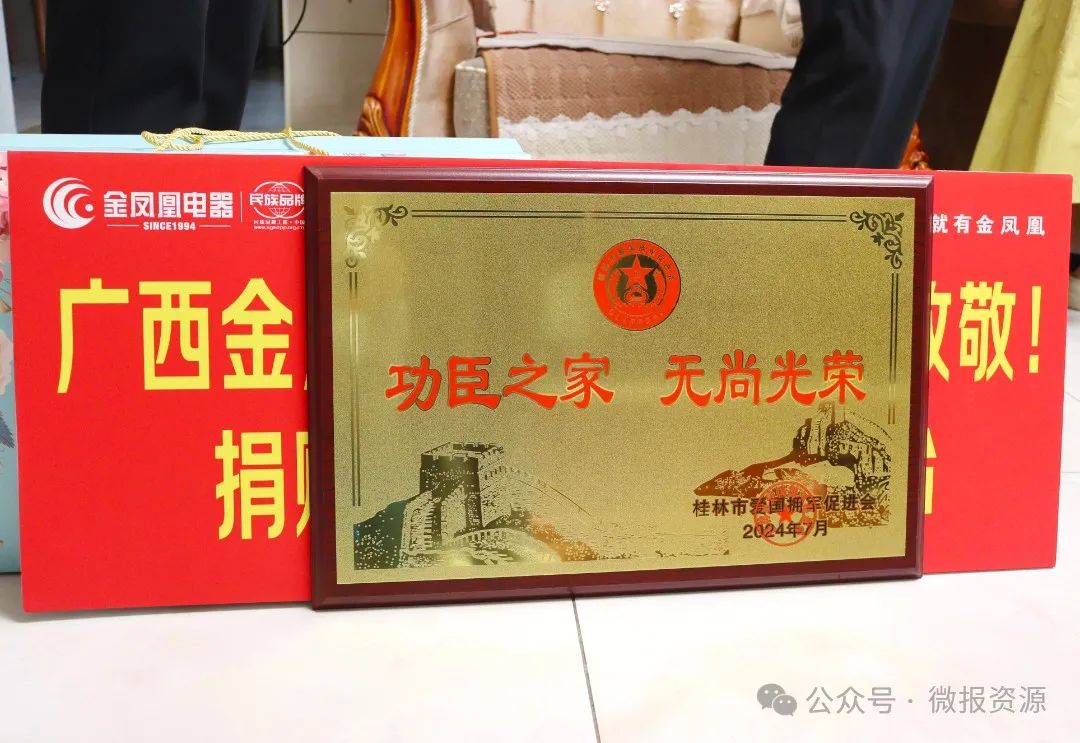 金凤凰电器
SINCE1994
民族品牌
就有金凤凰
广西金
敬!
捐
功臣之家 无尚光荣
桂林市爱国拥军促进会
2024年7月
公众号·微报资源